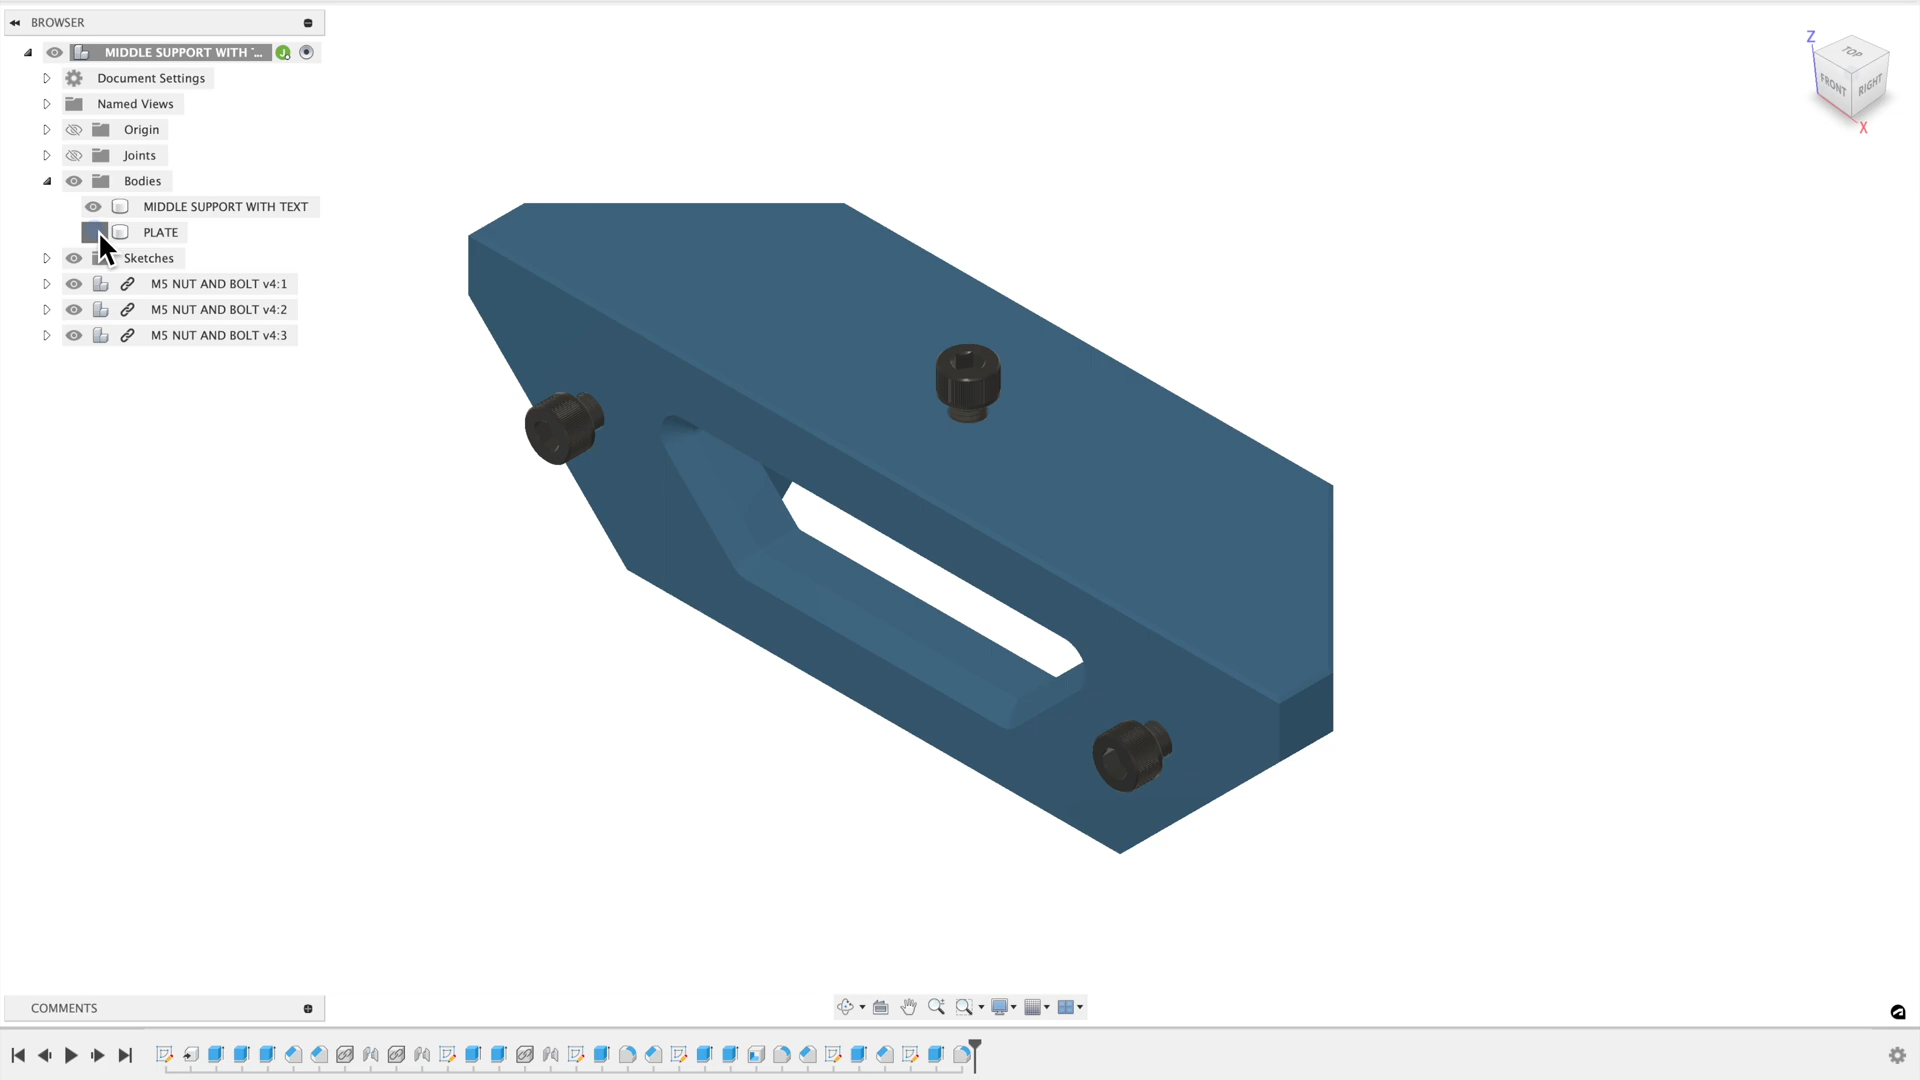 BROWSER
MIDDLE SUPPORT WITH '...
Document Settings
Named Views
Origin
Joints
Bodies
MIDDLE SUPPORT WITH TEXT
PLATE
Sketches
M5 NUT AND BOLT v4:1
M5 NUT AND BOLT v4:2
M5 NUT AND BOLT v4:3
Z
TOP
FRONT
RIGHT
X
COMMENTS